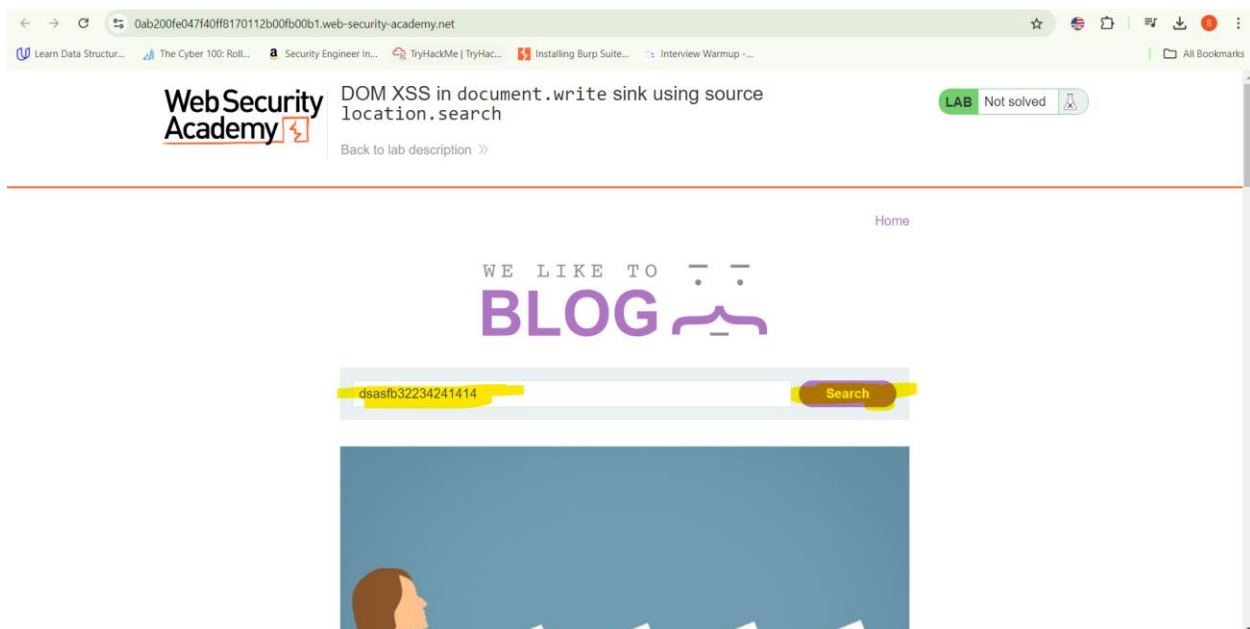 0ab200fe047f40ff8170112b00fb00b1.web-security-academy.net
S
Learn Data Structur... The Cyber 100: Roll... a Security Engineer In... TryHackMe | TryHac... Installing Burp Suite... Interview Warmup -... All Bookmarks
Web Security
Academy
DOM XSS in document.write sink using source
location.search
Back to lab description
LAB Not solved
Home
WE LIKE TO
BLOG
dsasfb32234241414 Search